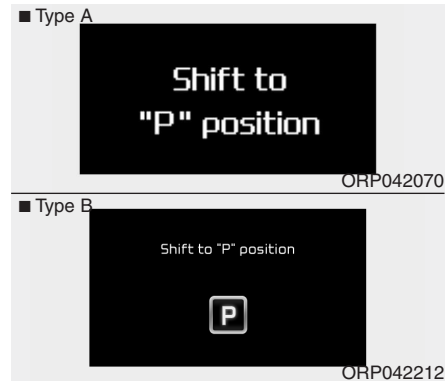 ■ Type A
Shift to
"P" position
ORP042070
■ Type B
Shift to "P" position
P
ORP042212